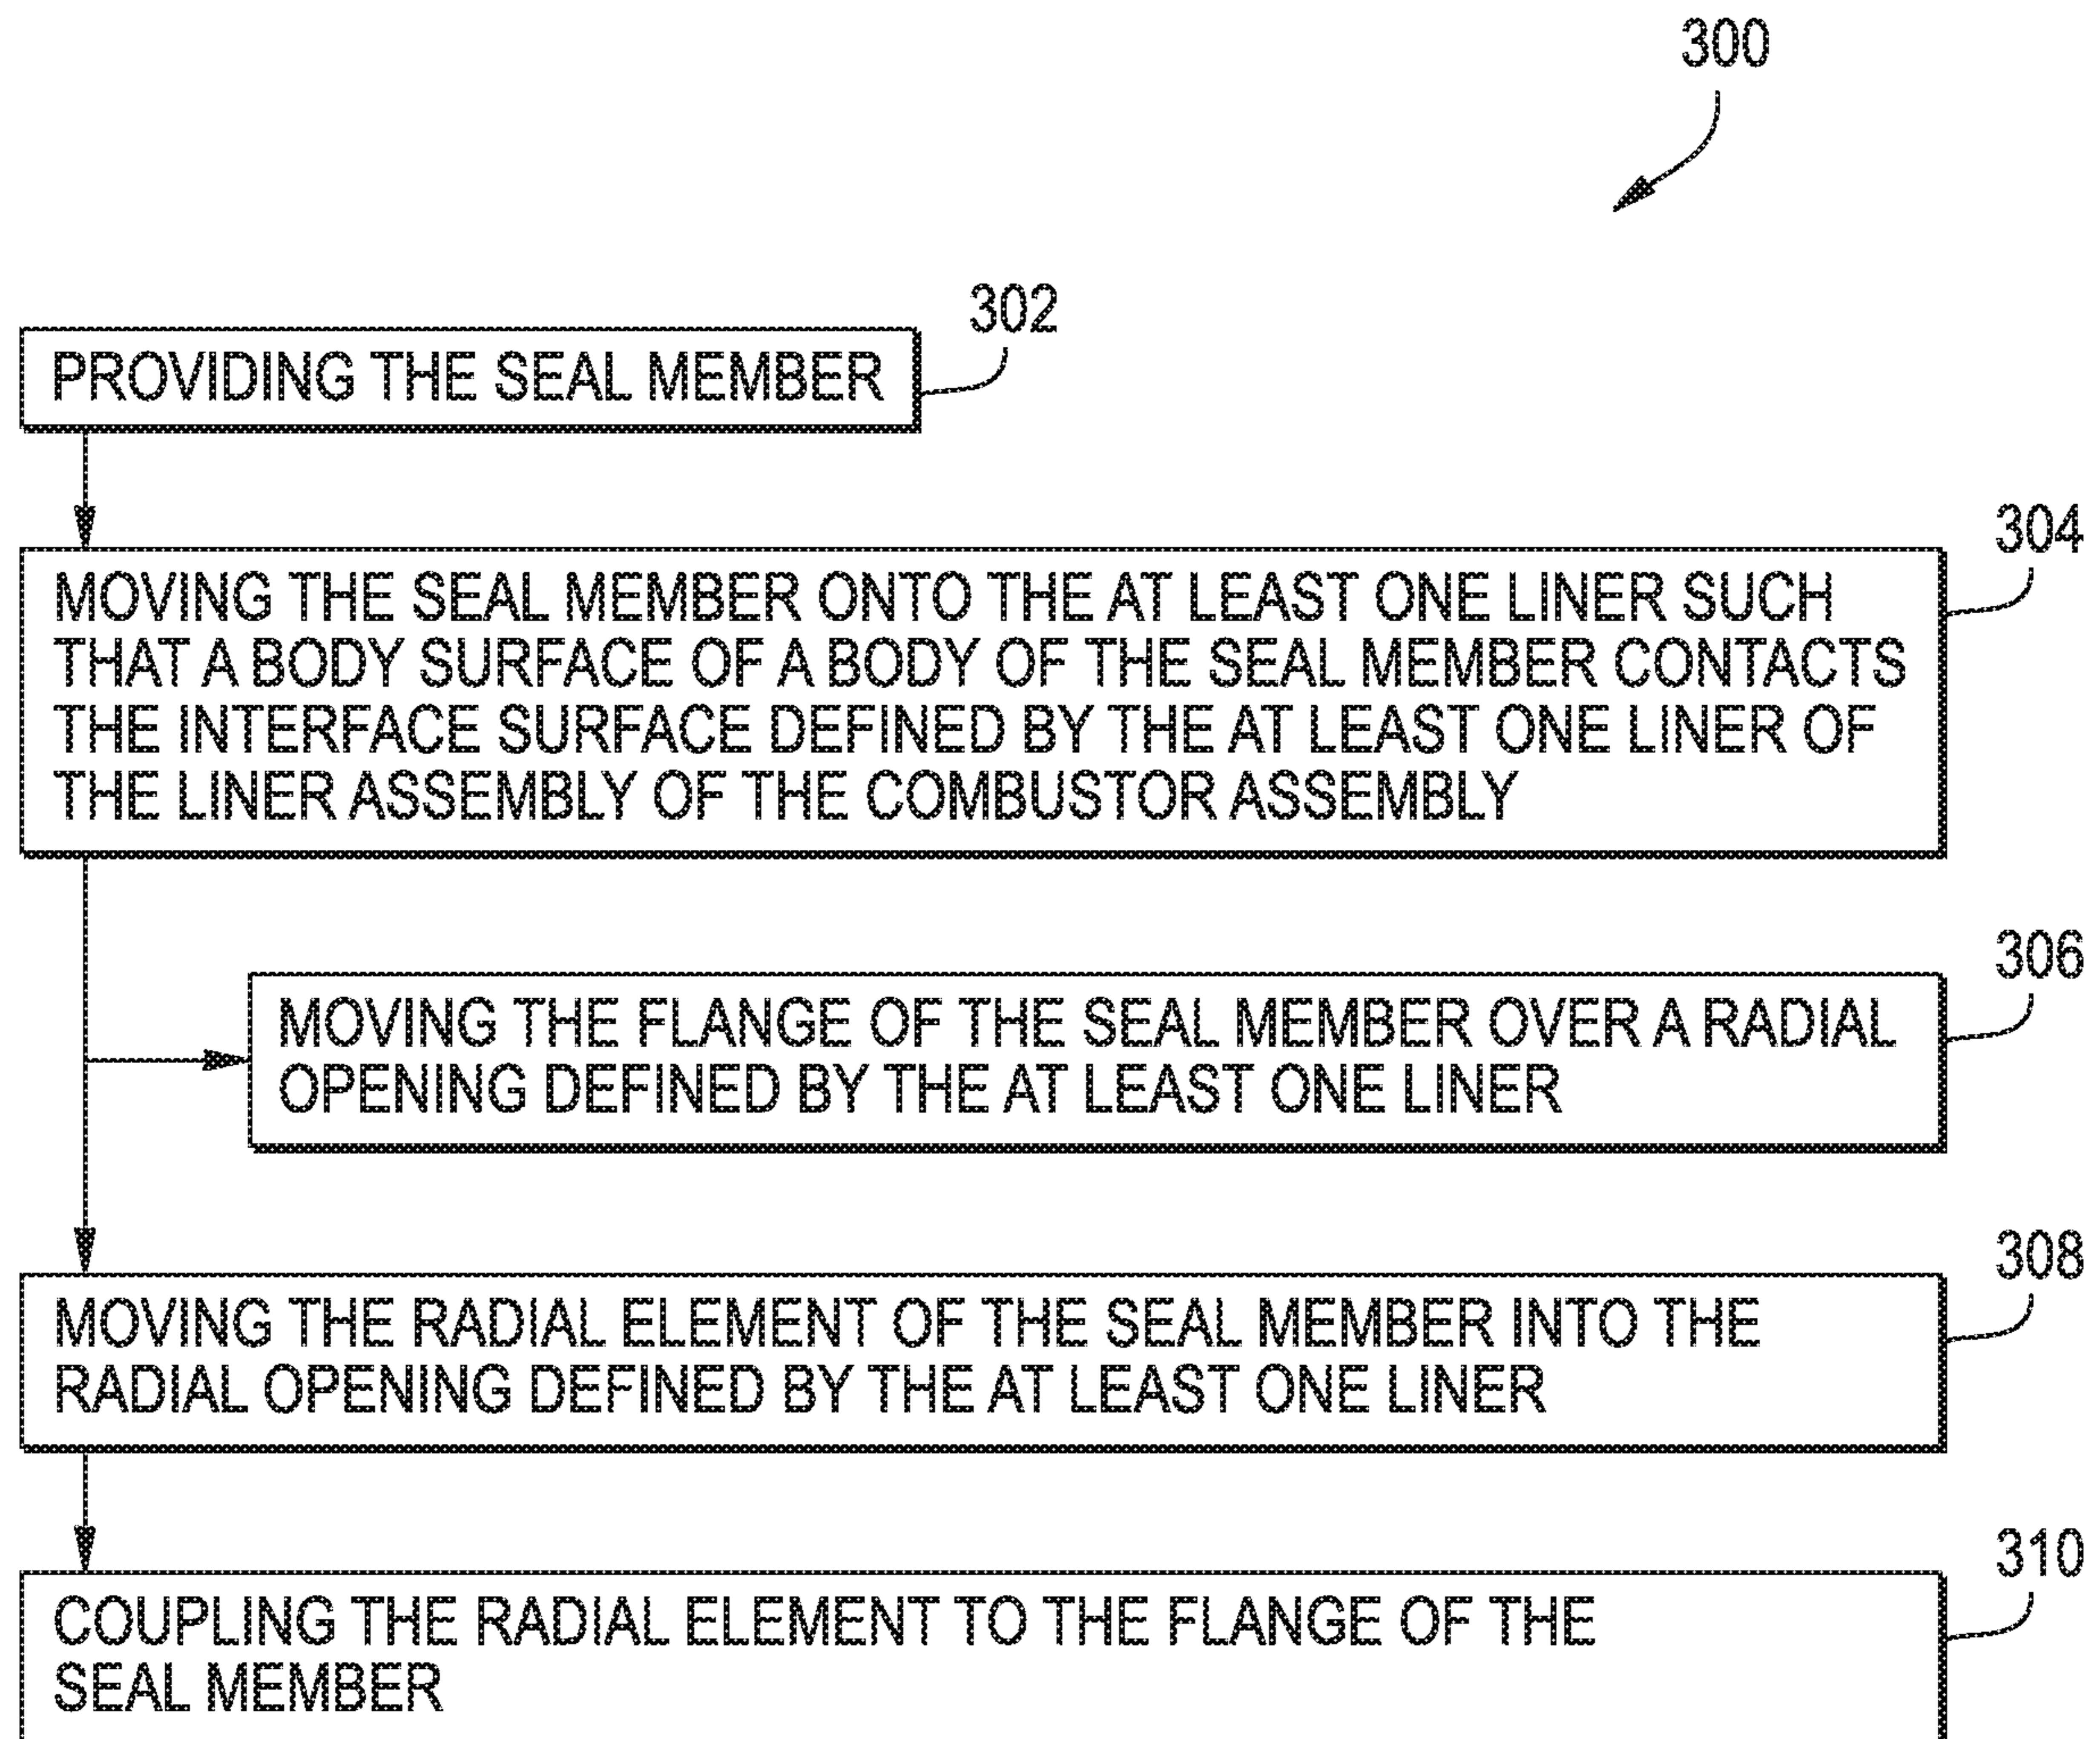 300
302
PROVIDING THE SEAL MEMBER
304
MOVING THE SEAL MEMBER ONTO THE AT LEAST ONE LINER SUCH
THAT A BODY SURFACE OF A BODY OF THE SEAL MEMBER CONTACTS
THE INTERFACE SURFACE DEFINED BY THE AT LEAST ONE LINER OF
THE LINER ASSEMBLY OF THE COMBUSTOR ASSEMBLY
306
MOVING THE FLANGE OF THE SEAL MEMBER OVER A RADIAL
OPENING DEFINED BY THE AT LEAST ONE LINER
308
MOVING THE RADIAL ELEMENT OF THE SEAL MEMBER INTO THE
RADIAL OPENING DEFINED BY THE AT LEAST ONE LINER
310
COUPLING THE RADIAL ELEMENT TO THE FLANGE OF THE
SEAL MEMBER